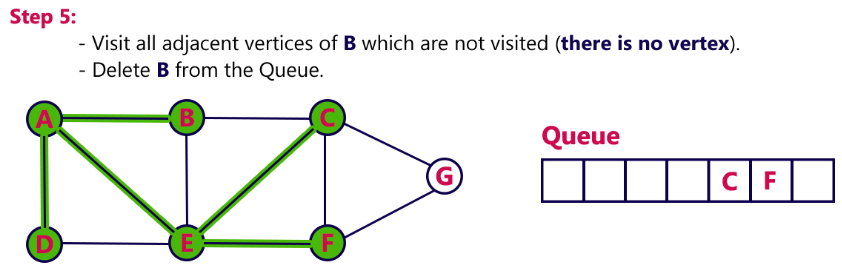 Step 5:
- Visit all adjacent vertices of B which are not visited (there is no vertex).
- Delete B from the Queue.
A B C
Queue
G
C F
D E F